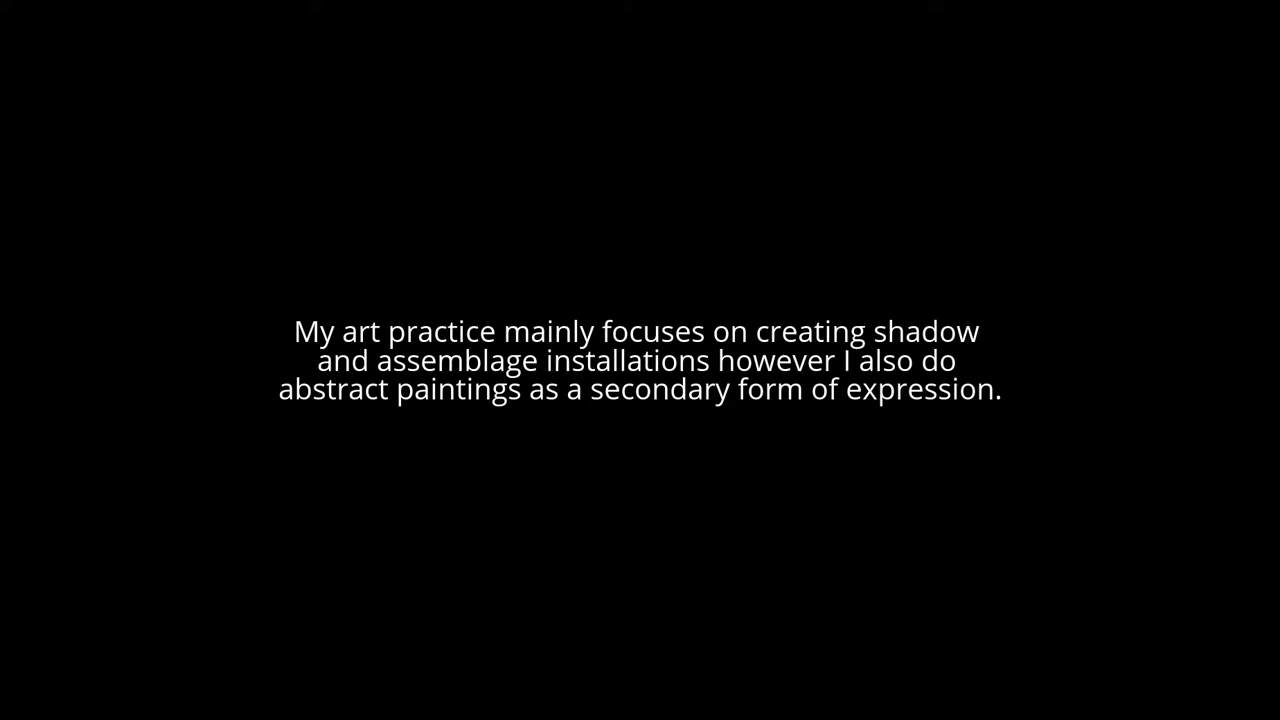 My art practice mainly focuses on creating shadow
and assemblage installations however I also do
abstract paintings as a secondary form of expression.